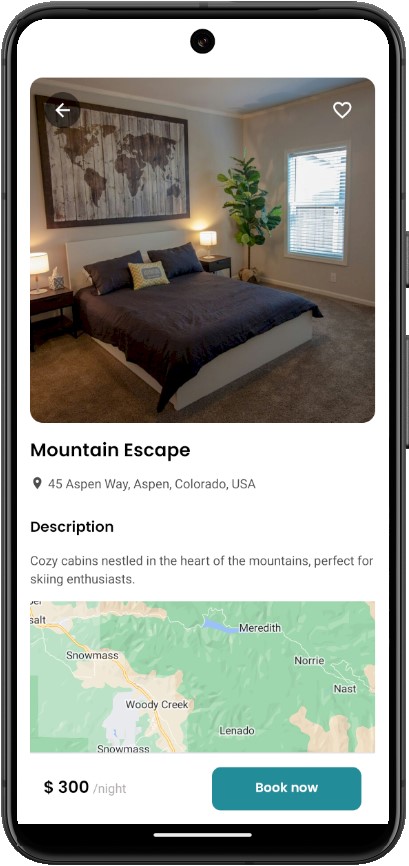 Mountain Escape
45 Aspen Way, Aspen, Colorado, USA
Description
Cozy cabins nestled in the heart of the mountains, perfect for
skiing enthusiasts.
salt
Meredith
Snowmass
Norrie
Nast
Woody Creek
Lenado
Snowmass
$ 300 /night
Book now